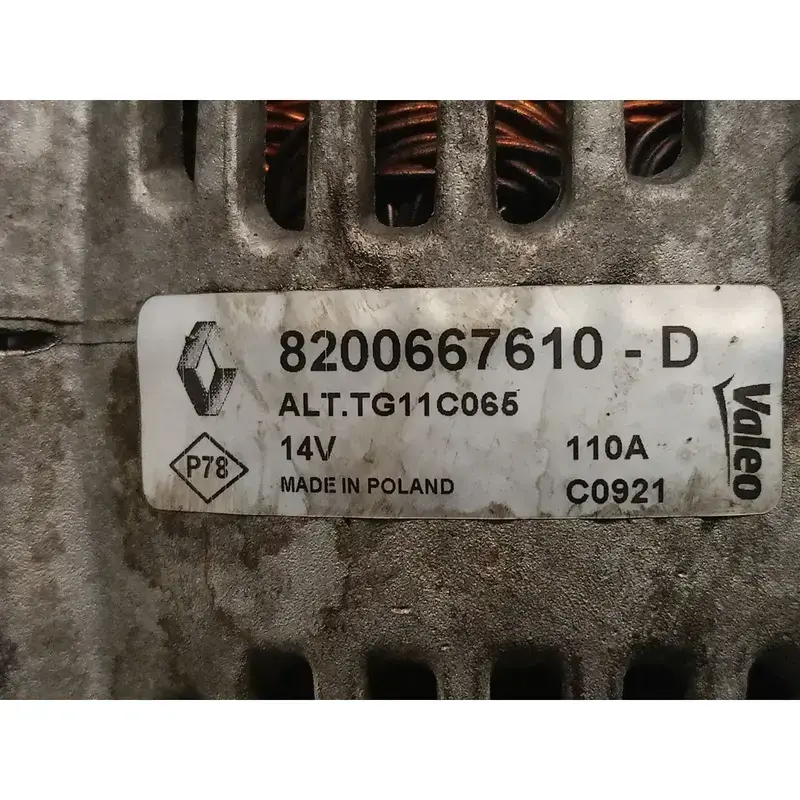 8200667610 - D
ALT.TG11C065
14V 110A
P78
MADE IN POLAND C0921
Valeo